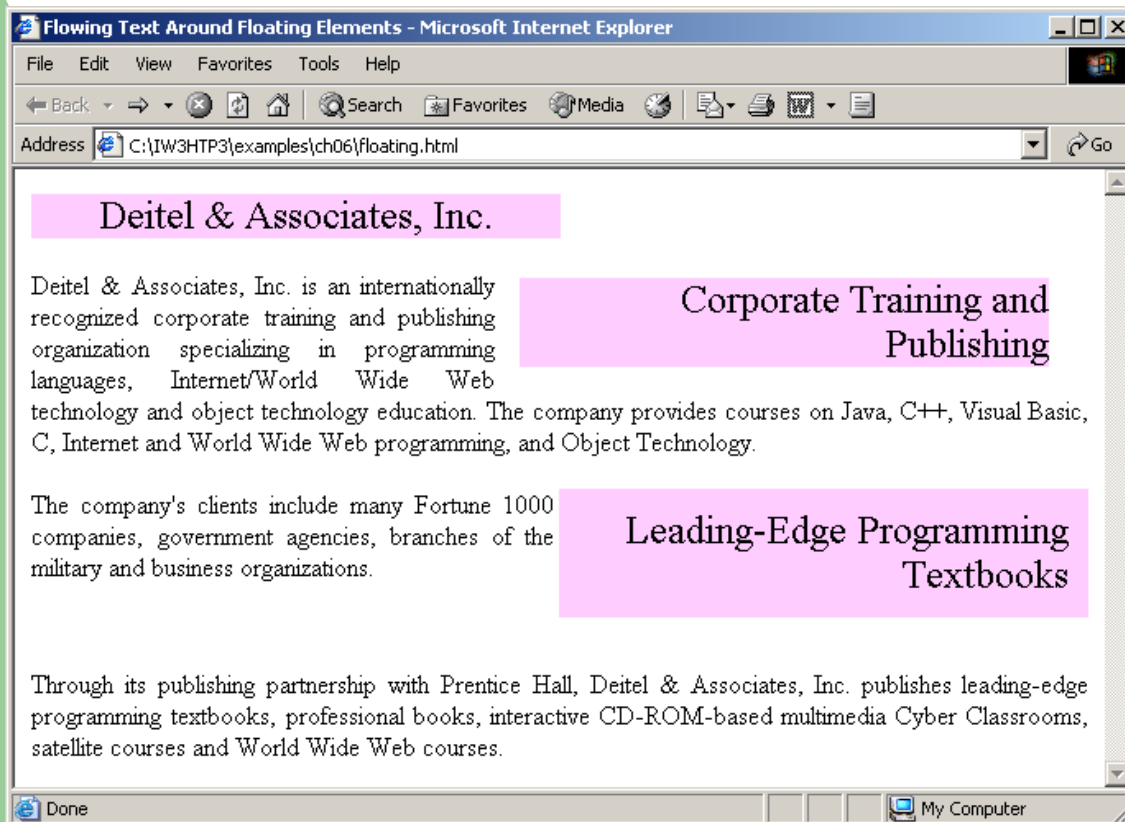 Flowing Text Around Floating Elements - Microsoft Internet Explorer
File Edit View Favorites Tools Help
Back Search Favorites Media
Address C:\IW3HTP3\examples\ch06\floating.html Go
Deitel & Associates, Inc.
Deitel & Associates, Inc. is an internationally
recognized corporate training and publishing
organization specializing in programming
languages, Internet/World Wide Web
Corporate Training and
Publishing
technology and object technology education. The company provides courses on Java, C++, Visual Basic,
C, Internet and World Wide Web programming, and Object Technology.
The company's clients include many Fortune 1000
companies, government agencies, branches of the
military and business organizations.
Leading-Edge Programming
Textbooks
Through its publishing partnership with Prentice Hall, Deitel & Associates, Inc. publishes leading-edge
programming textbooks, professional books, interactive CD-ROM-based multimedia Cyber Classrooms,
satellite courses and World Wide Web courses.
Done My Computer